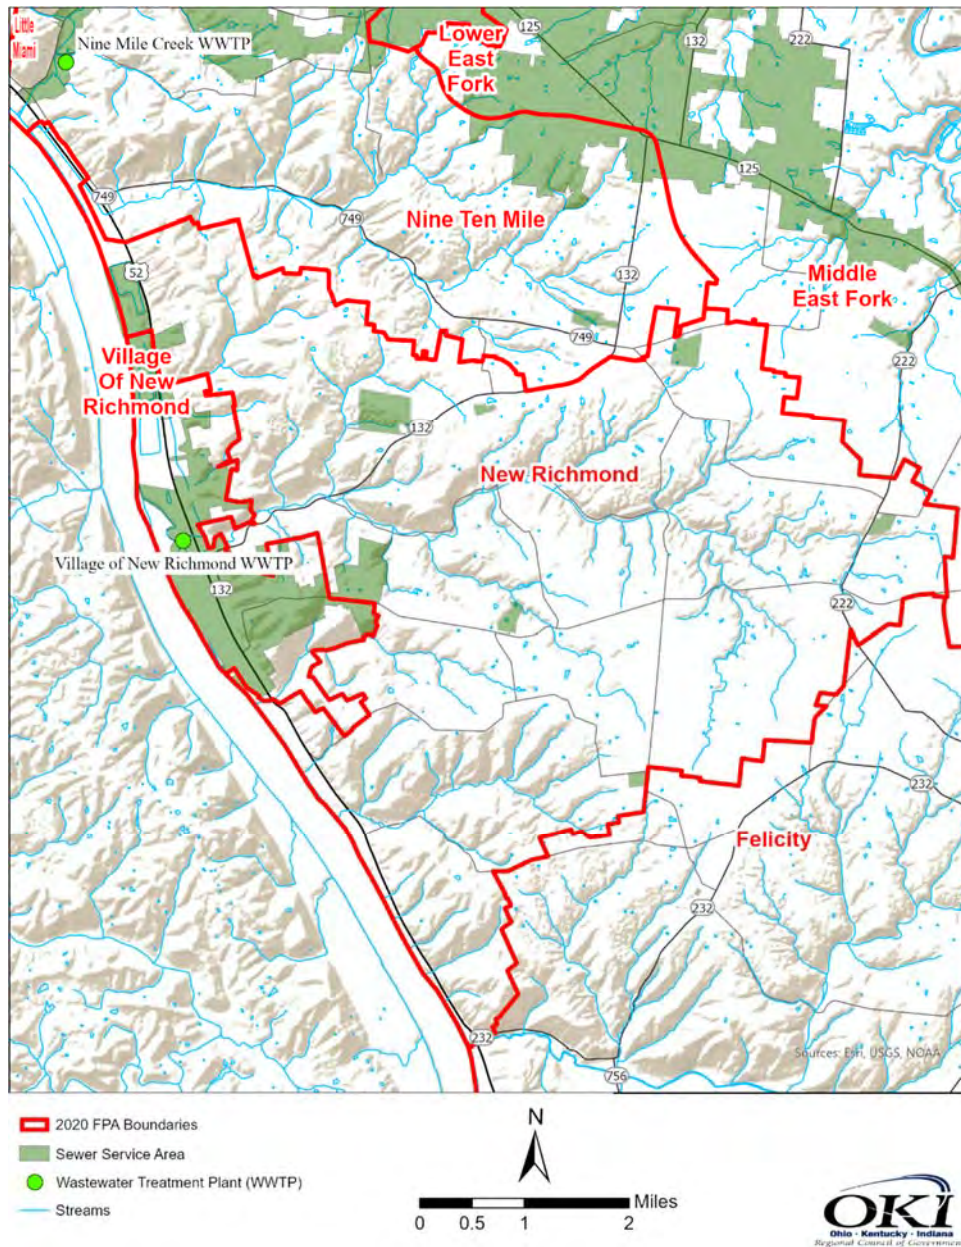 Little
Miami
Nine Mile Creek WWTP
Lower
East
Fork
125
132
222
125
749
749
Nine Ten Mile
132
52
Middle
East Fork
749
222
Village
Of New
Richmond
132
New Richmond
Village of New Richmond WWTP
132
222
232
Felicity
232
232
756
Sources: Esri, USGS, NOAA
2020 FPA Boundaries
Sewer Service Area
Wastewater Treatment Plant (WWTP)
Streams
N
Miles
0 0.5 1 2
OKI
Ohio · Kentucky · Indiana
Regional Council of Governments